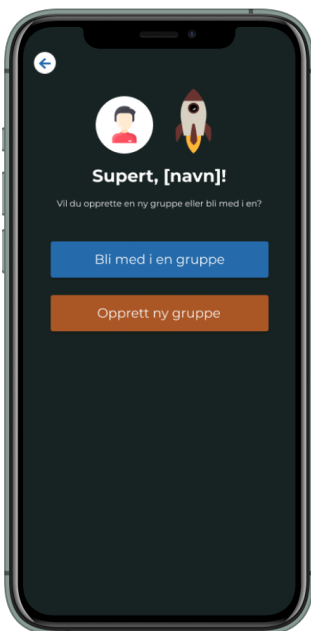 Supert, [navn]!
Vil du opprette en ny gruppe eller bli med i en?
Bli med i en gruppe
Opprett ny gruppe